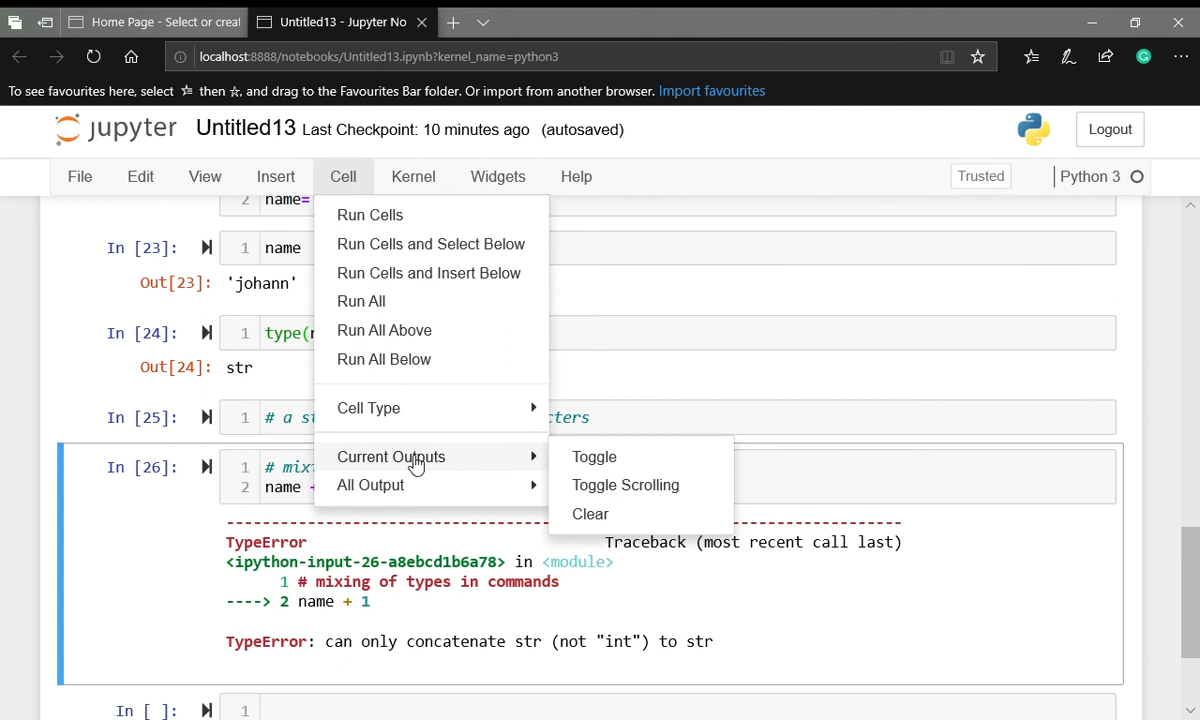 Home Page - Select or creat
Untitled13 - Jupyter No
localhost:8888/notebooks/Untitled13.ipynb?kernel_name=python3
To see favourites here, select then , and drag to the Favourites Bar folder. Or import from another browser. Import favourites
jupyter Untitled13 Last Checkpoint: 10 minutes ago (autosaved)
Logout
File Edit View Insert Cell Kernel Widgets Help Trusted Python 3
2 name=
Run Cells
In [23]: 1 name
Run Cells and Select Below
Run Cells and Insert Below
Out[23]: 'johann'
Run All
Run All Above
In [24]: 1 type(
Run All Below
Out[24]: str
Cell Type
In [25]: 1 # a
Current Outputs
Toggle
In [26]: 1 # mix
2 name +
All Output
Toggle Scrolling
Clear
TypeError Traceback (most recent call last)
<ipython-input-26-a8ebcd1b6a78> in <module>
1 # mixing of types in commands
----> 2 name + 1
TypeError: can only concatenate str (not "int") to str
In [ ]: 1